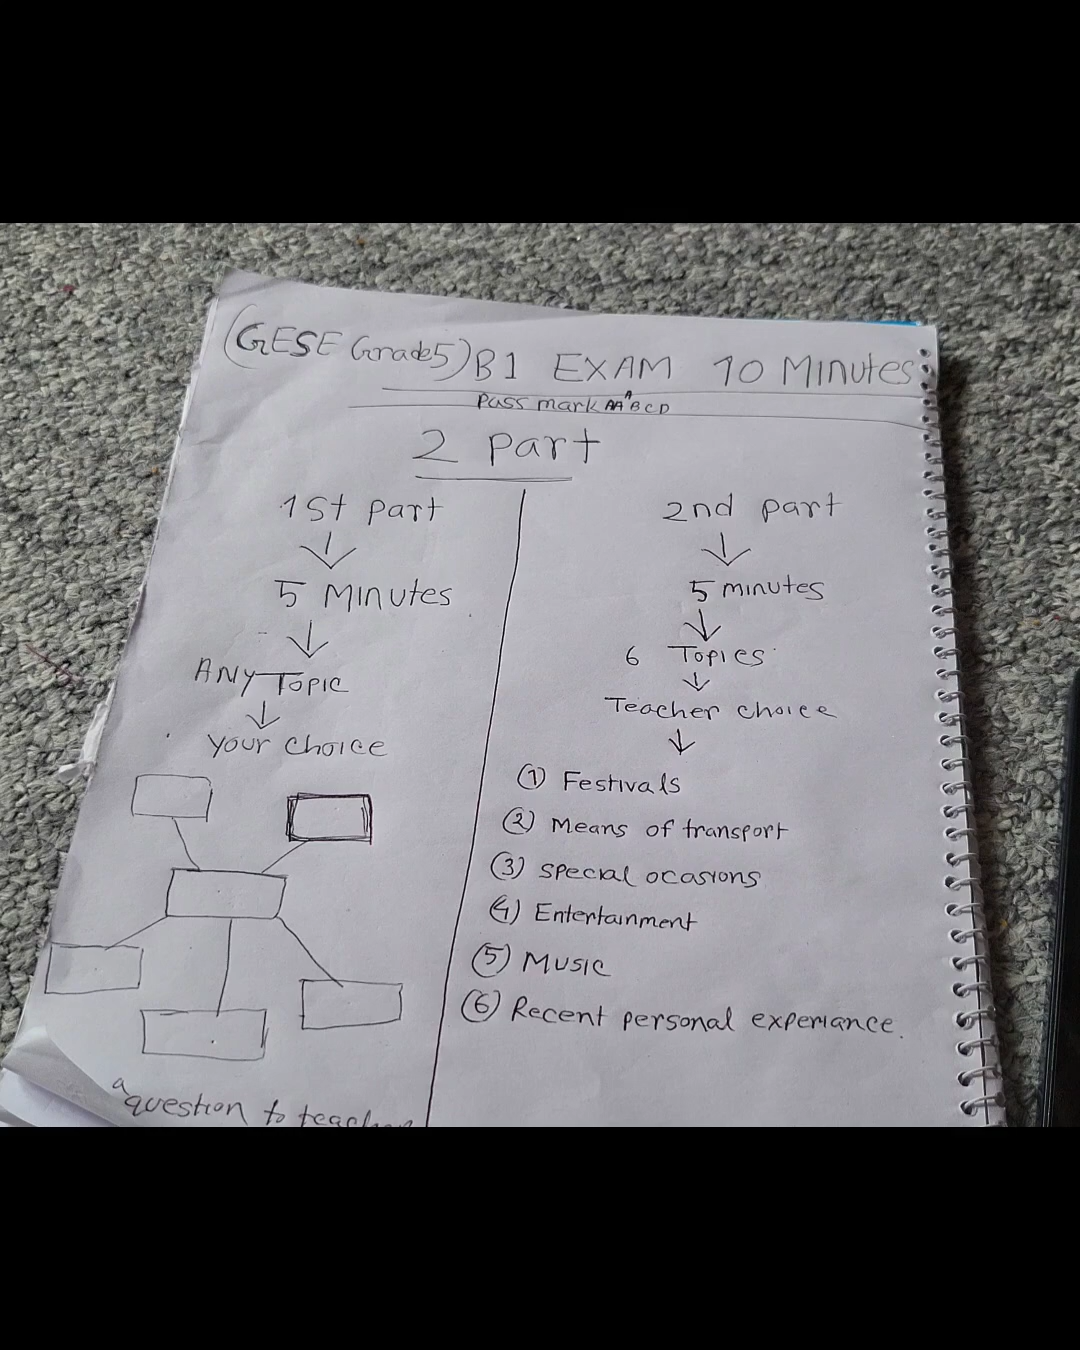 (GESE Grade5) B1 EXAM 10 Minutes
Pass mark AA A B C D
2 part
1st part
5 Minutes
ANY TOPIC
your choice
a question to teacher
2nd part
5 minutes
6 Topics
Teacher choice
① Festivals
② Means of transport
③ special ocasions
④ Entertainment
⑤ Music
⑥ Recent personal experiance.